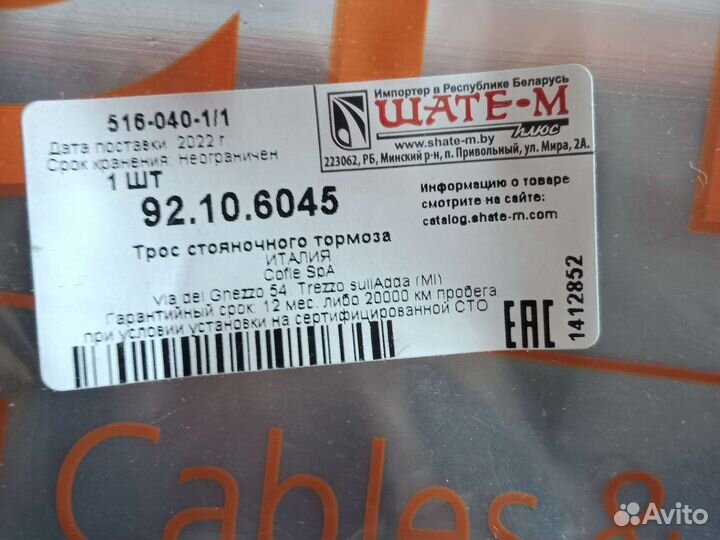 516-040-1/1
Дата поставки: 2022 г
Срок хранения: неограничен
1 ШТ
92.10.6045
Импортер в Республике Беларусь
ШАТЕ-М
плюс
www.shate-m.by
223062, РБ, Минский р-н, п. Привольный, ул. Мира, 2А.
Информацию о товаре
смотрите на сайте:
catalog.shate-m.com
Трос стояночного тормоза
ИТАЛИЯ
Cofle SpA
Via del Ghezzo 54, Trezzo sullAdda (MI)
Гарантийный срок: 12 мес. либо 20000 км пробега
при условии установки на сертифицированной СТО
EAC
1412852
Cables &
Avito